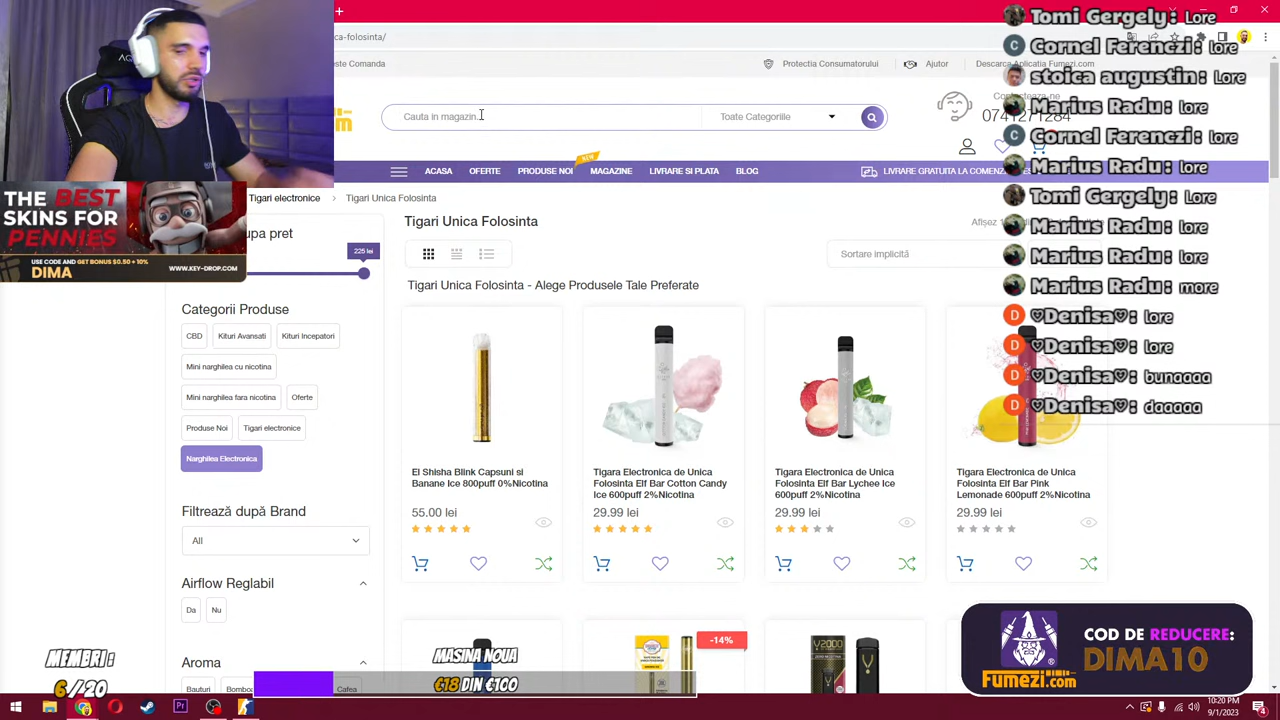 ca-folosinta/
este Comanda
Protectia Consumatorului
Ajutor
Descarca Aplicatia Fumezi.com
Cauta in magazin...
Toate Categoriile
Contacteaza-ne
0741271284
NEW
ACASA
OFERTE
PRODUSE NOI
MAGAZINE
LIVRARI SI PLATA
BLOG
LIVRARE GRATUITA LA COMENZI
Tigari electronice
Tigari Unica Folosinta
Tigari Unica Folosinta
upa pret
225 lei
Sortare implicită
Tigari Unica Folosinta - Alege Produsele Tale Preferate
Categorii Produse
CBD
Kituri Avansati
Kituri Incepatori
Mini narghilea cu nicotina
Mini narghilea fara nicotina
Oferte
Produse Noi
Tigari electronice
Narghilea Electronica
Filtrează după Brand
All
Airflow Reglabil
Da
Nu
Aroma
Bauturi
Cafea
El Shisha Blink Capsuni si
Banane Ice 800puff 0%Nicotina
55.00 lei
Tigara Electronica de Unica
Folosinta Elf Bar Cotton Candy
Ice 600puff 2%Nicotina
29.99 lei
Tigara Electronica de Unica
Folosinta Elf Bar Lychee Ice
600puff 2%Nicotina
29.99 lei
Tigara Electronica de Unica
Folosinta Elf Bar Pink
Lemonade 600puff 2%Nicotina
29.99 lei
-14%
V2000
THE BEST
SKINS FOR
PENNIES
USE CODE AND GET BONUS $0.50 + 10%
DIMA
WWW.KEY-DROP.COM
Tomi Gergely: Lore
Cornel Ferenczi: lore
stoica augustin: Lore
Marius Radu: lore
Cornel Ferenczi: lore
Marius Radu: lore
Tomi Gergely: Lore
Marius Radu: lore
Marius Radu: lore
Marius Radu: more
♡Denisa♡: lore
♡Denisa♡: lore
♡Denisa♡: bunaaaa
♡Denisa♡: daaaaa
MEMBRI :
6/20
MASINA NOUA
€18 DIN €100
COD DE REDUCERE:
DIMA10
Fumezi.com
10:20 PM
9/1/2023
4